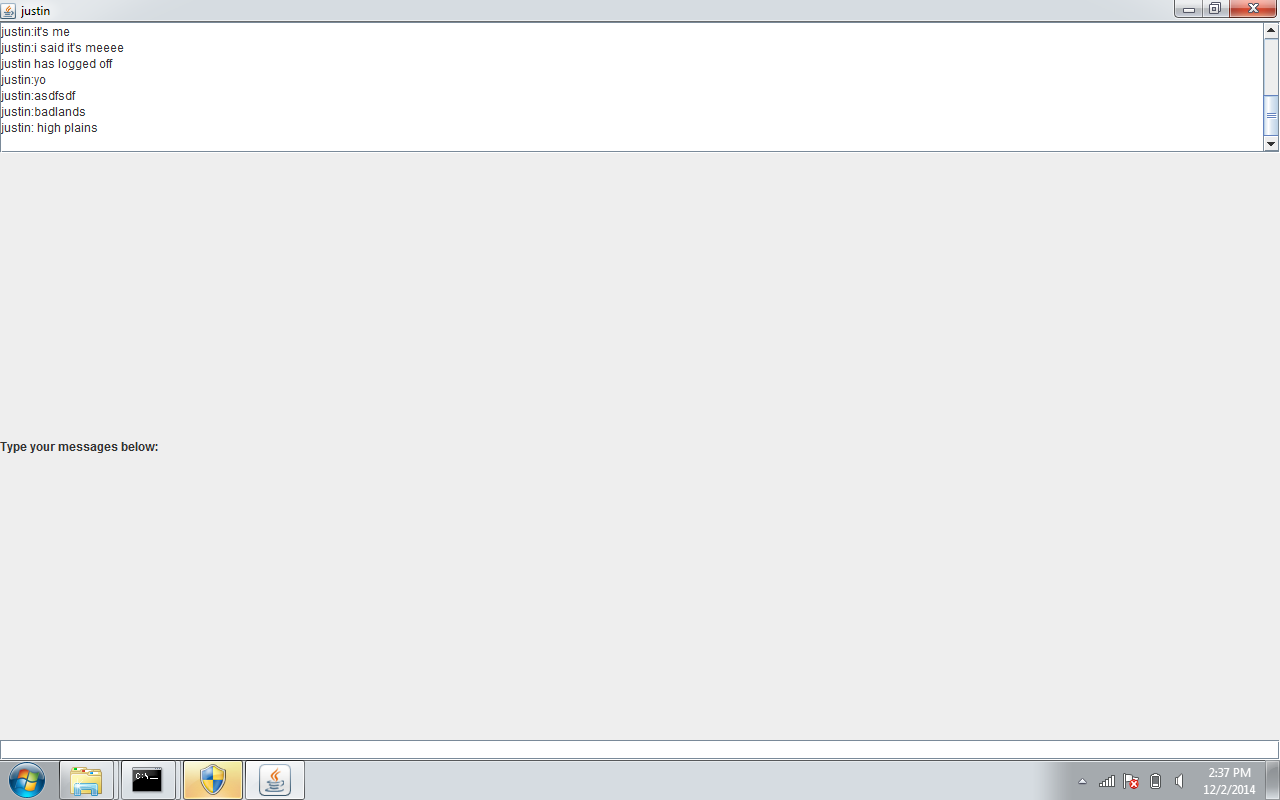 justin
justin:it's me
justin:i said it's meeee
justin has logged off
justin:yo
justin:asdfsdf
justin:badlands
justin: high plains
Type your messages below:
C:\_
2:37 PM
12/2/2014